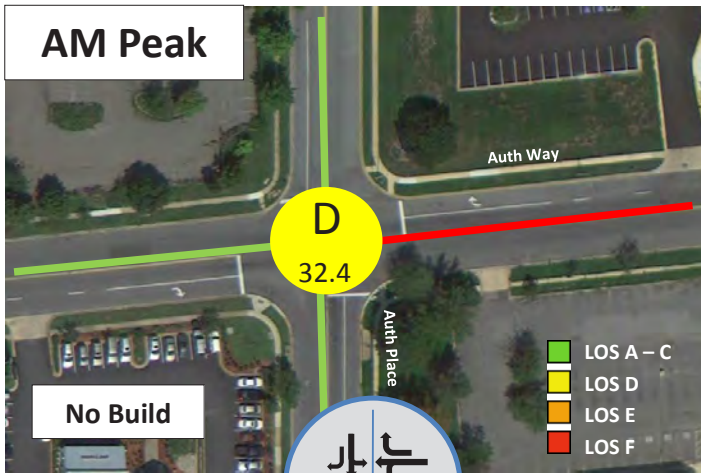 AM Peak
Auth Way
D
32.4
Auth Place
LOS A – C
LOS D
LOS E
LOS F
No Build